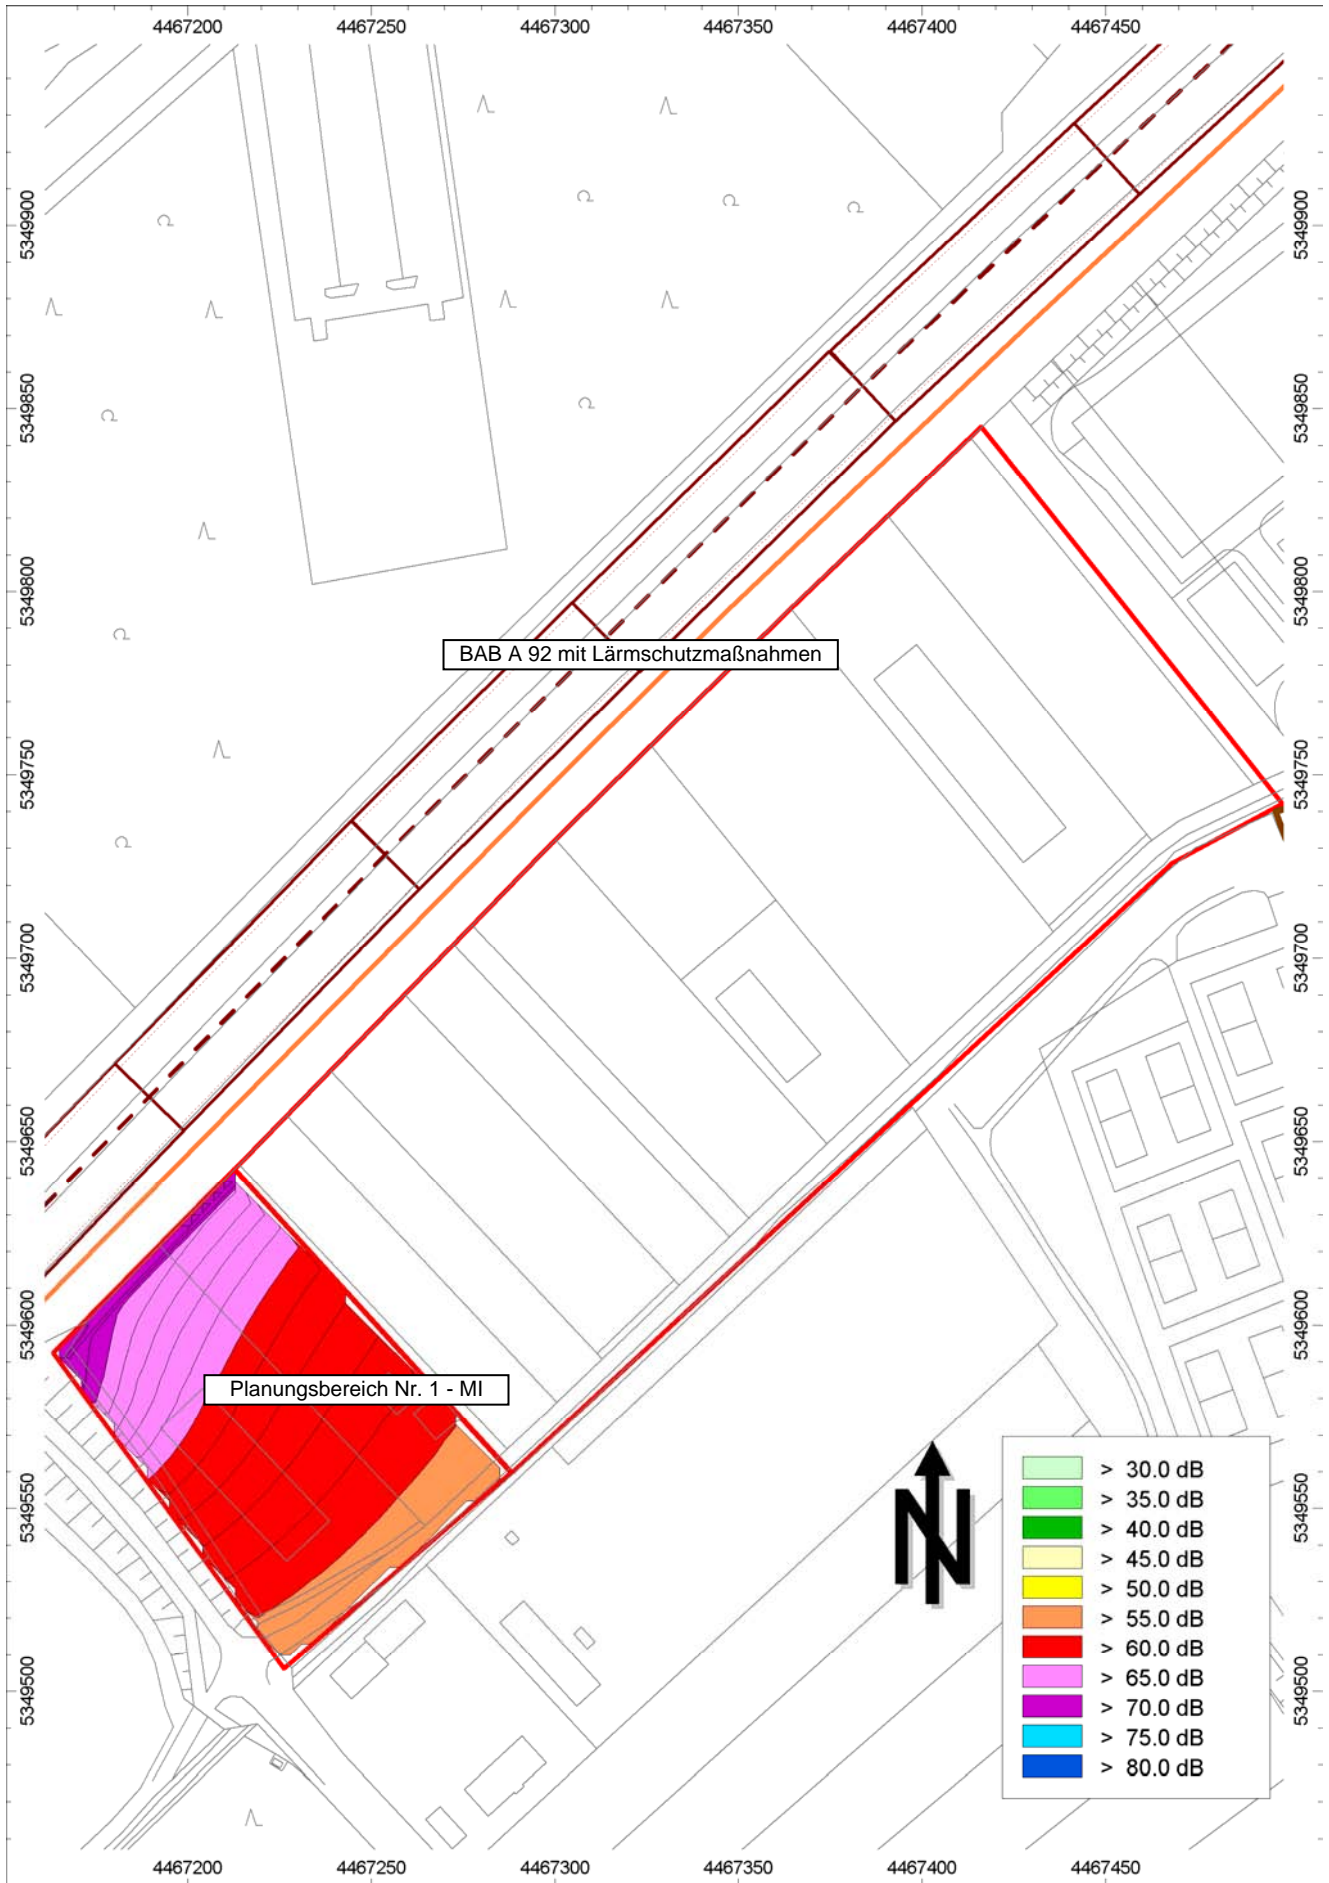 4467200 4467250 4467300 4467350 4467400 4467450
5349900 5349900
5349850 5349850
5349800 5349800
BAB A 92 mit Lärmschutzmaßnahmen
5349750 5349750
5349700 5349700
5349650 5349650
5349600 5349600
Planungsbereich Nr. 1 - MI
5349550 5349550
5349500 5349500
N
> 30.0 dB
> 35.0 dB
> 40.0 dB
> 45.0 dB
> 50.0 dB
> 55.0 dB
> 60.0 dB
> 65.0 dB
> 70.0 dB
> 75.0 dB
> 80.0 dB
4467200 4467250 4467300 4467350 4467400 4467450